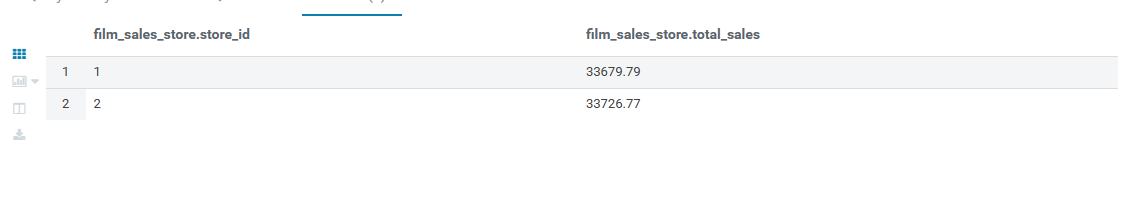 film_sales_store.store_id film_sales_store.total_sales
1 1 33679.79
2 2 33726.77